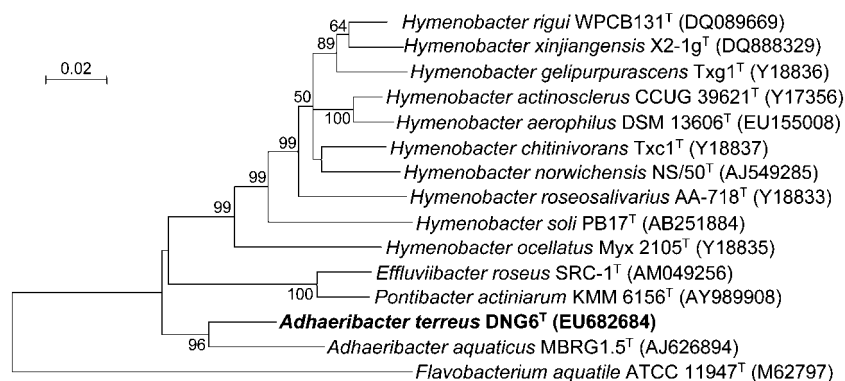 64
Hymenobacter rigui WPCB131T (DQ089669)
89
Hymenobacter xinjiangensis X2-1gT (DQ888329)
0.02
Hymenobacter gelipurpurascens Txg1T (Y18836)
50
Hymenobacter actinosclerus CCUG 39621T (Y17356)
100
Hymenobacter aerophilus DSM 13606T (EU155008)
99
Hymenobacter chitinivorans Txc1T (Y18837)
99
Hymenobacter norwichensis NS/50T (AJ549285)
Hymenobacter roseosalivarius AA-718T (Y18833)
99
Hymenobacter soli PB17T (AB251884)
Hymenobacter ocellatus Myx 2105T (Y18835)
Effluviibacter roseus SRC-1T (AM049256)
100
Pontibacter actiniarum KMM 6156T (AY989908)
Adhaeribacter terreus DNG6T (EU682684)
96
Adhaeribacter aquaticus MBRG1.5T (AJ626894)
Flavobacterium aquatile ATCC 11947T (M62797)